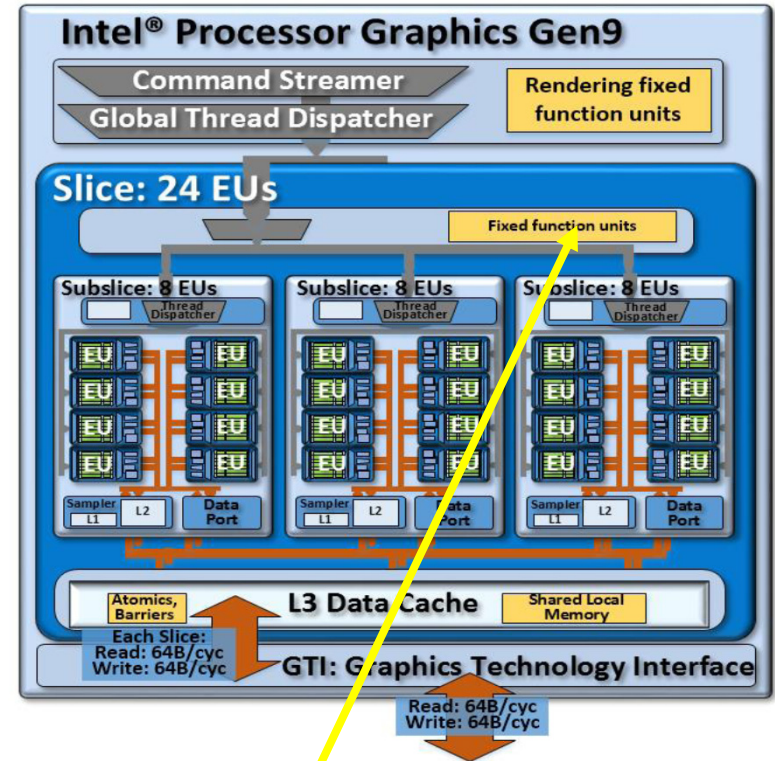 Intel® Processor Graphics Gen9
Command Streamer
Global Thread Dispatcher
Rendering fixed
function units
Slice: 24 EUs
Fixed function units
Subslice: 8 EUs
Thread
Dispatcher
EU EU
EU EU
EU EU
EU EU
Sampler
L1
L2
Data
Port
Subslice: 8 EUs
Thread
Dispatcher
EU EU
EU EU
EU EU
EU EU
Sampler
L1
L2
Data
Port
Subslice: 8 EUs
Thread
Dispatcher
EU EU
EU EU
EU EU
EU EU
Sampler
L1
L2
Data
Port
Atomics,
Barriers
L3 Data Cache
Shared Local
Memory
Each Slice:
Read: 64B/cyc
Write: 64B/cyc
GTI: Graphics Technology Interface
Read: 64B/cyc
Write: 64B/cyc